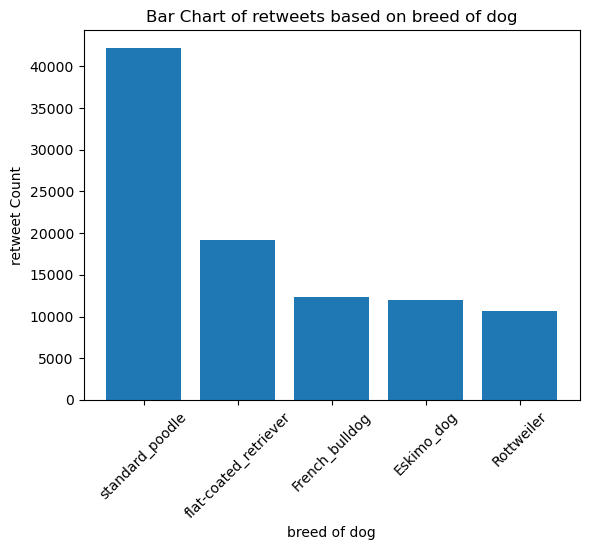 Bar Chart of retweets based on breed of dog
retweet Count
40000
35000
30000
25000
20000
15000
10000
5000
0
standard_poodle
flat-coated_retriever
French_bulldog
Eskimo_dog
Rottweiler
breed of dog